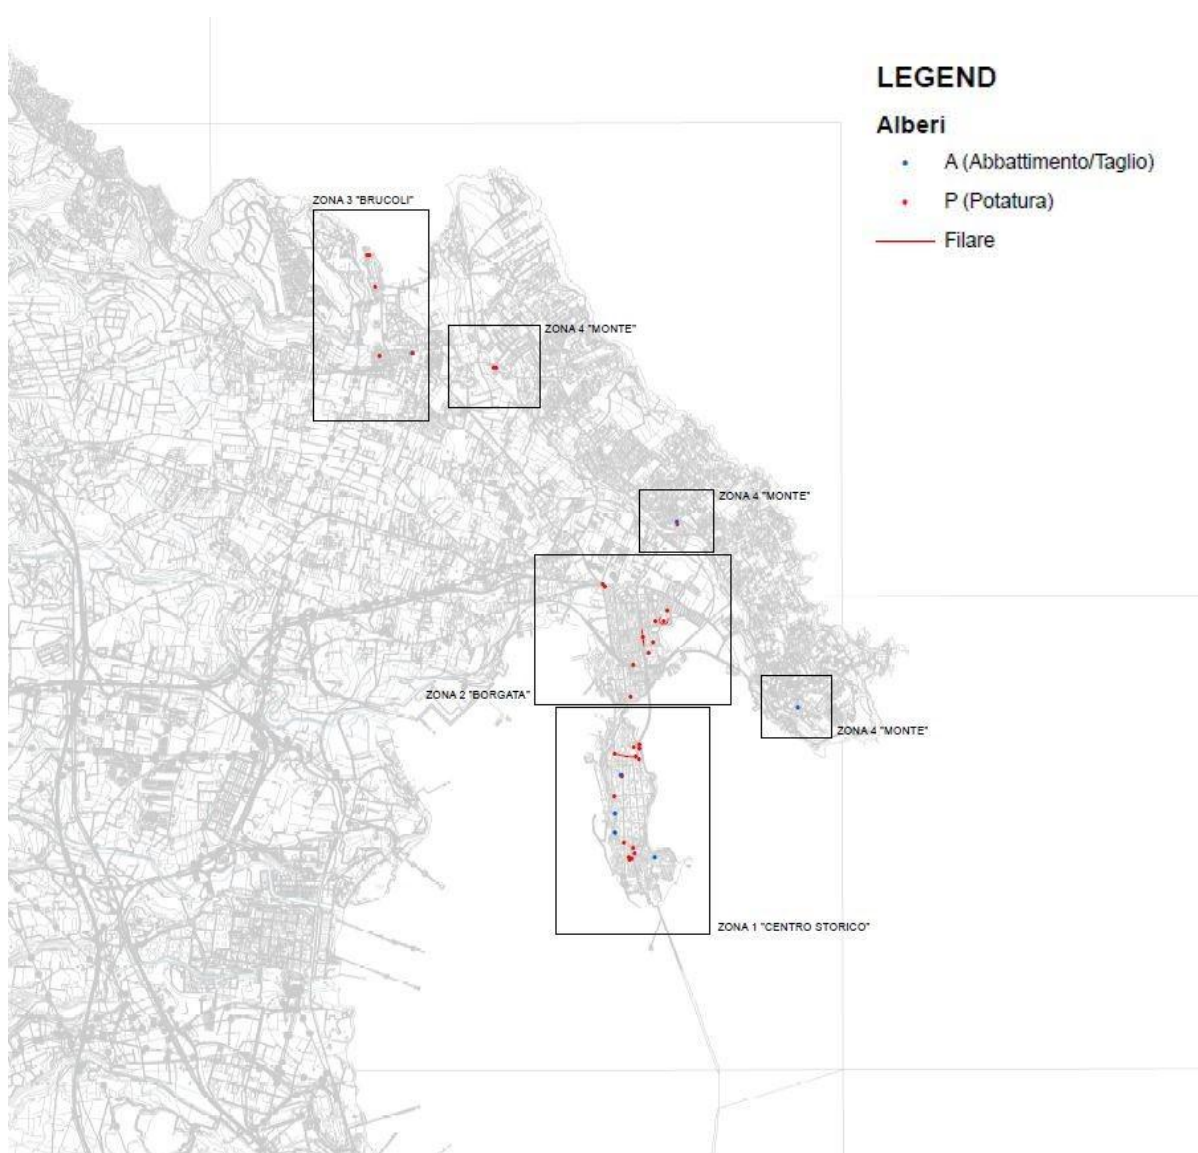 LEGEND
Alberi
A (Abbattimento/Taglio)
P (Potatura)
Filare
ZONA 3 "BRUCOLI"
ZONA 4 "MONTE"
ZONA 4 "MONTE"
ZONA 2 "BORGATA"
ZONA 4 "MONTE"
ZONA 1 "CENTRO STORICO"